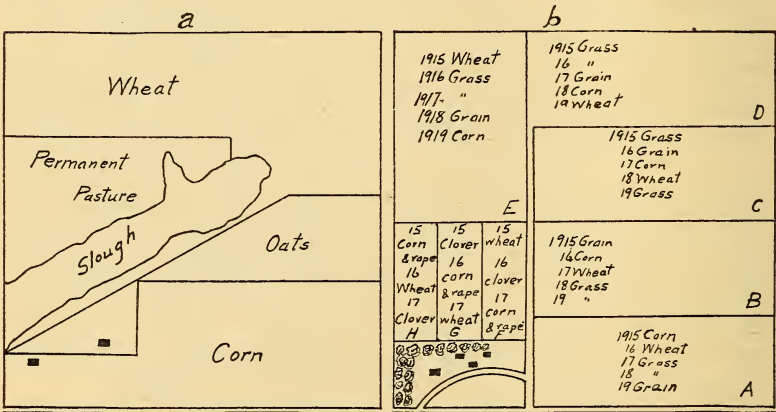 a
Wheat
Permanent
Pasture
Slough
Oats
Corn
b
1915 Wheat
1916 Grass
1917- "
1918 Grain
1919 Corn
E
1915 Grass
16 "
17 Grain
18 Corn
19 Wheat
D
1915 Grass
16 Grain
17 Corn
18 Wheat
19 Grass
C
1915 Grain
16 Corn
17 Wheat
18 Grass
19 "
B
1915 Corn
16 Wheat
17 Grass
18 "
19 Grain
A
15
Corn
& rape
16
Wheat
17
Clover
H
15
Clover
16
corn
& rape
17
wheat
G
15
wheat
16
clover
17
corn
& rape
F